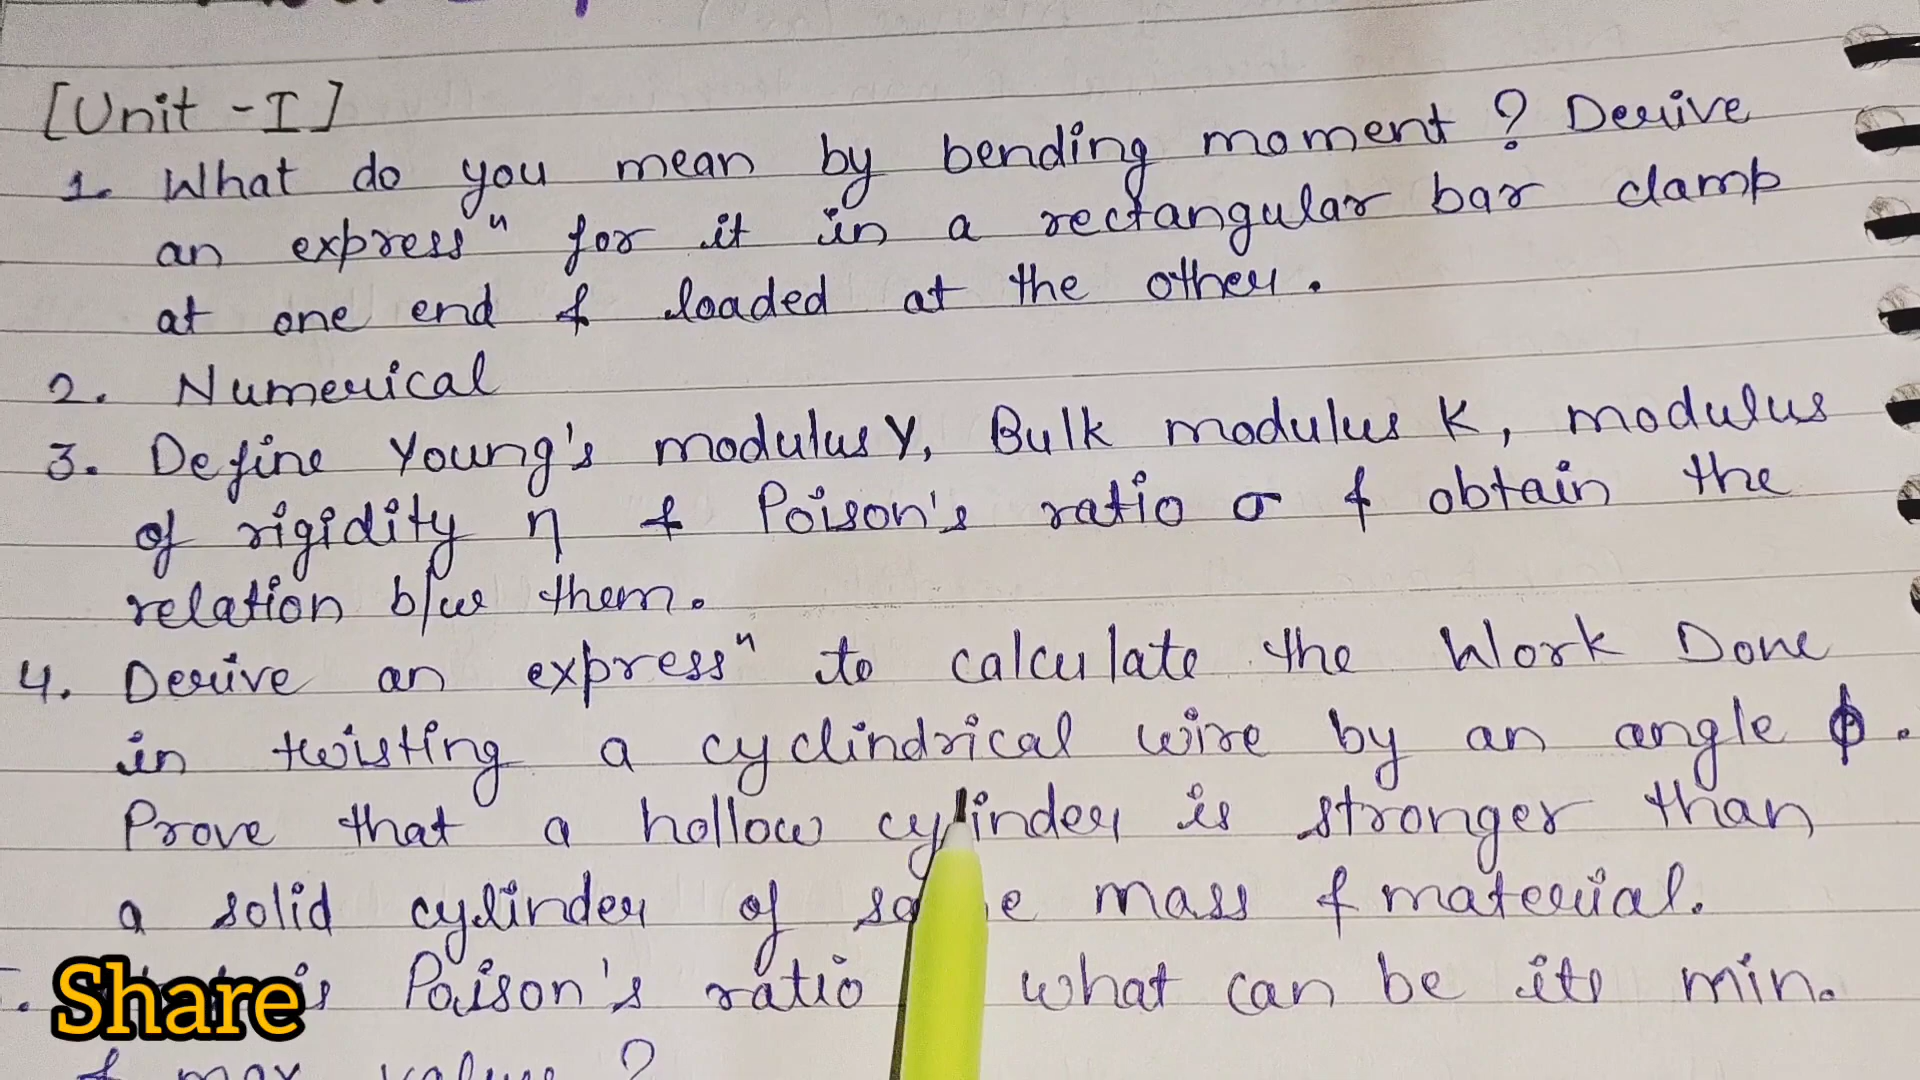 [Unit - I]
1. What do you mean by bending moment ? Derive
an expressⁿ for it in a rectangular bar clamp
at one end & loaded at the other.
2. Numerical
3. Define Young's modulus Y, Bulk modulus K, modulus
of rigidity η & Poison's ratio σ & obtain the
relation b/w them.
4. Derive an expressⁿ to calculate the Work Done
in twisting a cyclindrical wire by an angle ϕ.
Prove that a hollow cylinder is stronger than
a solid cylinder of same mass & material.
is Poison's ratio what can be its min.
& max value ?
Share